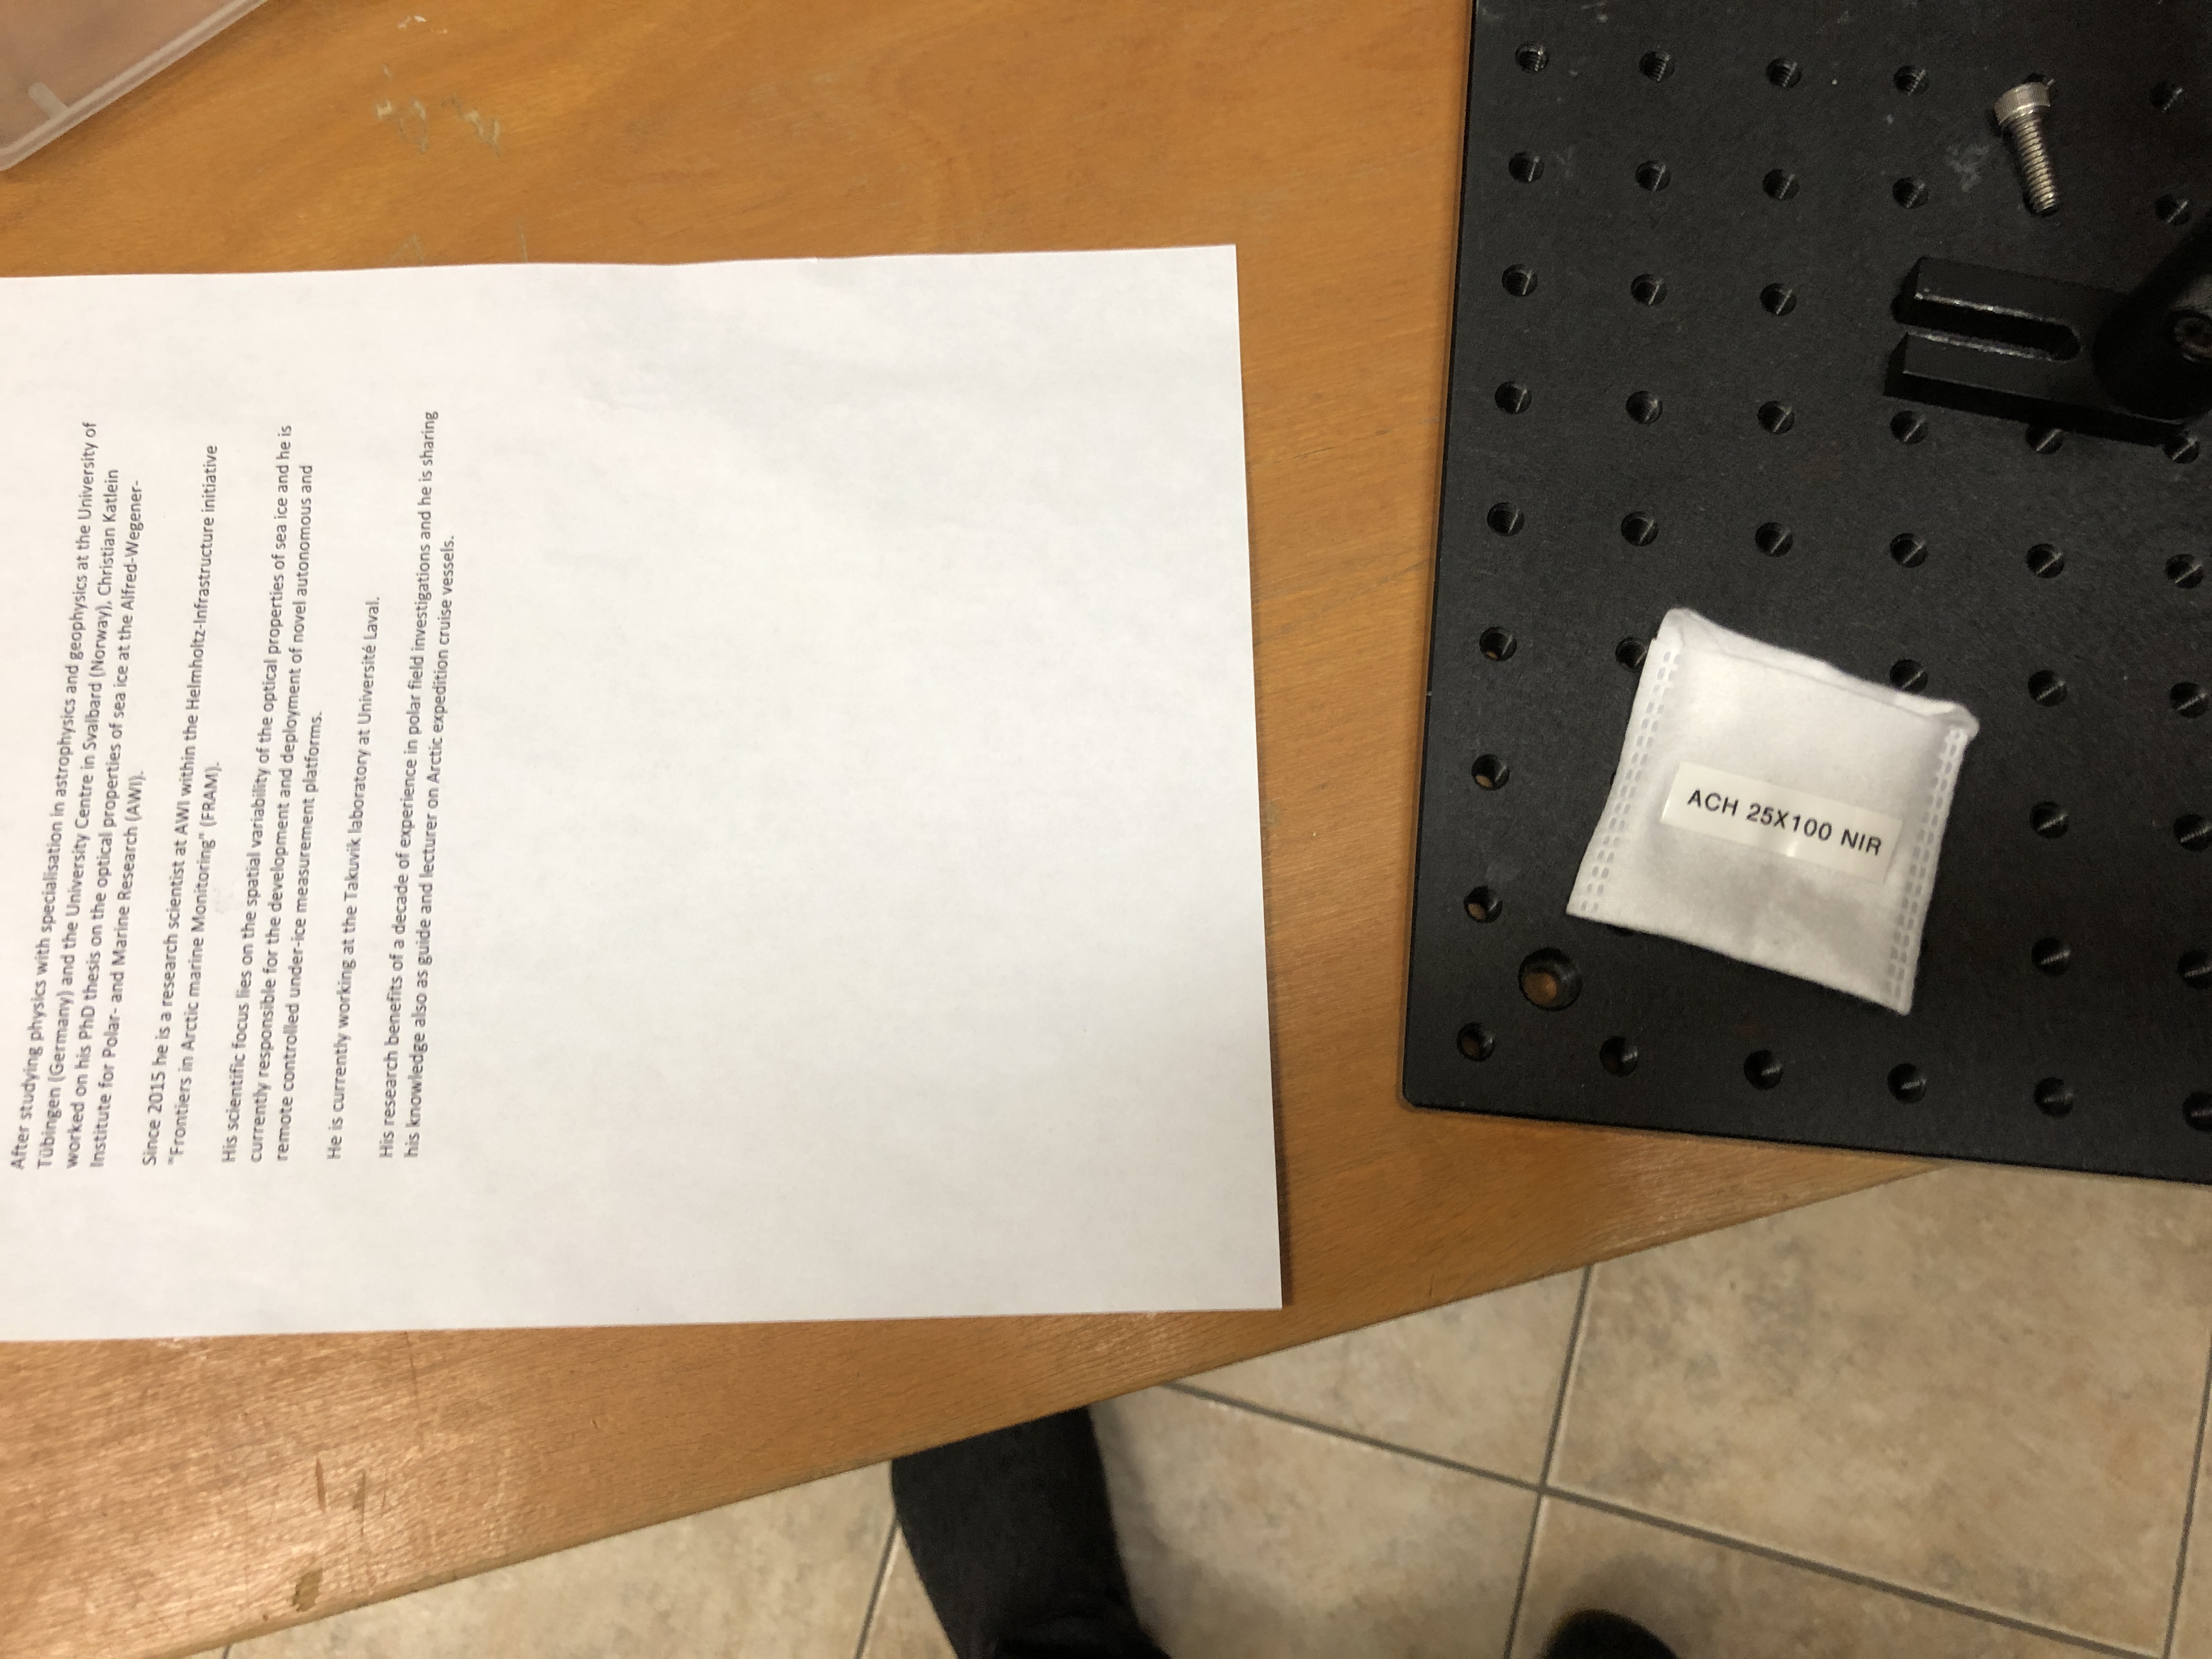 After studying physics with specialisation in astrophysics and geophysics at the University of
Tübingen (Germany) and the University Centre in Svalbard (Norway), Christian Katlein
worked on his PhD thesis on the optical properties of sea ice at the Alfred-Wegener-
Institute for Polar- and Marine Research (AWI).
Since 2015 he is a research scientist at AWI within the Helmholtz-Infrastructure initiative
"Frontiers in Arctic marine Monitoring" (FRAM).
His scientific focus lies on the spatial variability of the optical properties of sea ice and he is
currently responsible for the development and deployment of novel autonomous and
remote controlled under-ice measurement platforms.
He is currently working at the Takuvik laboratory at Université Laval.
His research benefits of a decade of experience in polar field investigations and he is sharing
his knowledge also as guide and lecturer on Arctic expedition cruise vessels.
ACH 25X100 NIR